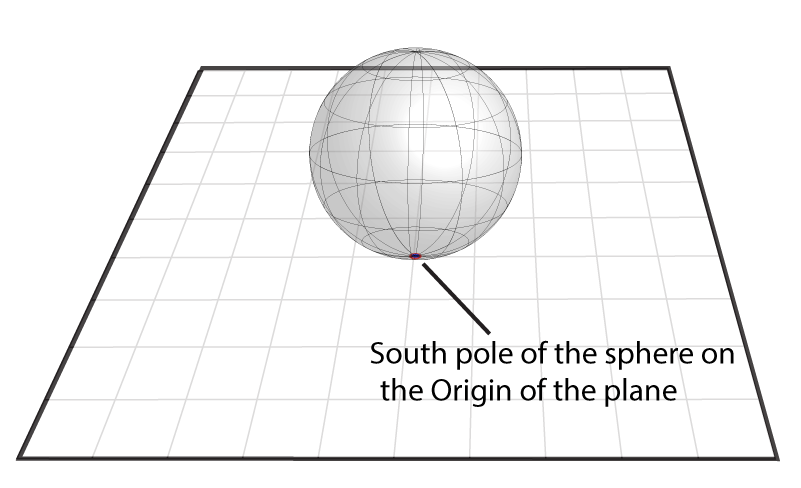 South pole of the sphere on
the Origin of the plane